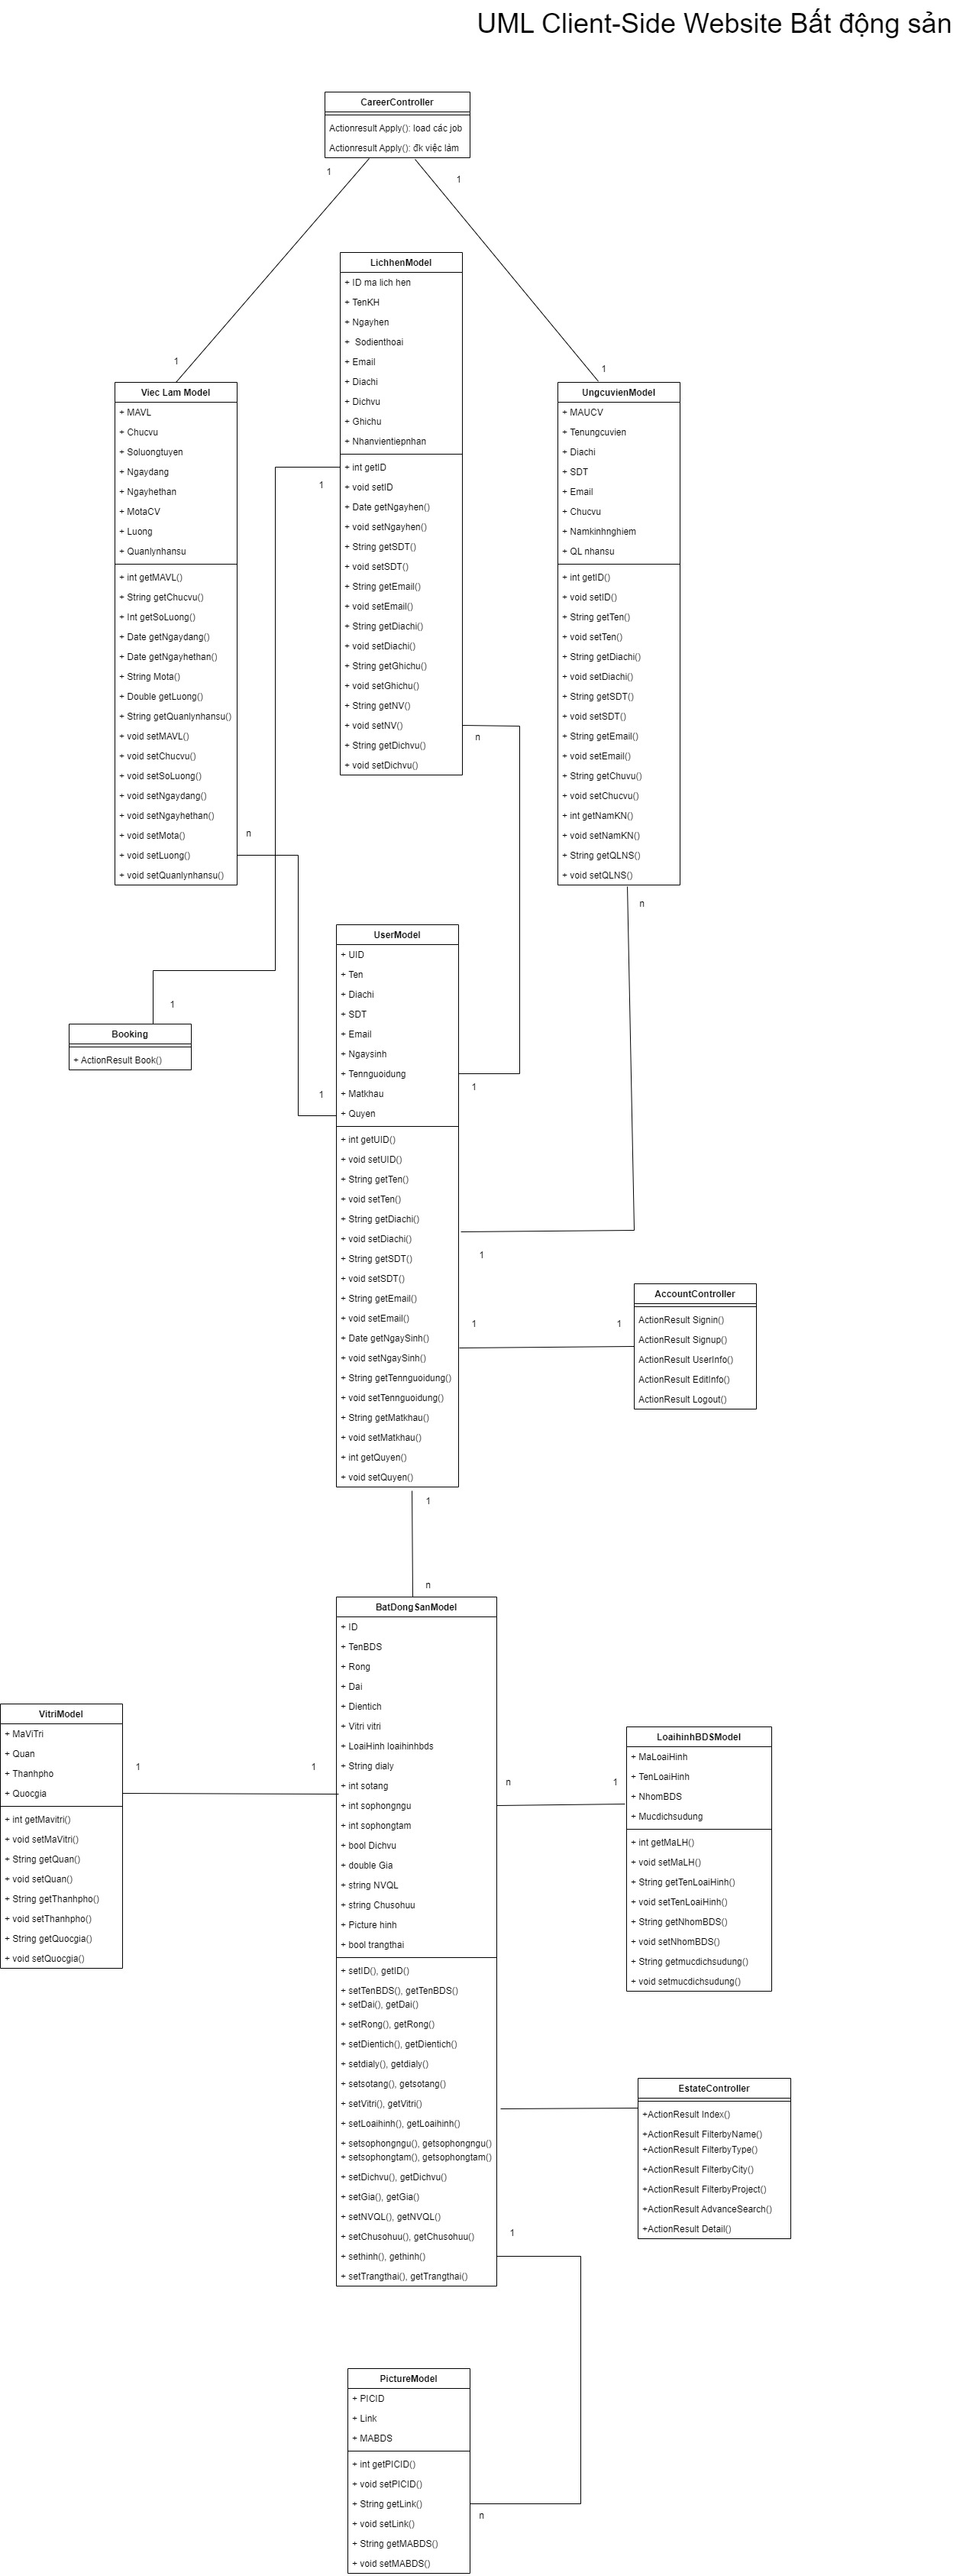 UML Client-Side Website Bất động sản
CareerController
Actionresult Apply(): load các job
Actionresult Apply(): đk việc làm
1
1
1
1
LichhenModel
+ ID ma lich hen
+ TenKH
+ Ngayhen
+ Sodienthoai
+ Email
+ Diachi
+ Dichvu
+ Ghichu
+ Nhanvientiepnhan
+ int getID
+ void setID
+ Date getNgayhen()
+ void setNgayhen()
+ String getSDT()
+ void setSDT()
+ String getEmail()
+ void setEmail()
+ String getDiachi()
+ void setDiachi()
+ String getGhichu()
+ void setGhichu()
+ String getNV()
+ void setNV()
+ String getDichvu()
+ void setDichvu()
1
n
Viec Lam Model
+ MAVL
+ Chucvu
+ Soluongtuyen
+ Ngaydang
+ Ngayhethan
+ MotaCV
+ Luong
+ Quanlynhansu
+ int getMAVL()
+ String getChucvu()
+ Int getSoLuong()
+ Date getNgaydang()
+ Date getNgayhethan()
+ String Mota()
+ Double getLuong()
+ String getQuanlynhansu()
+ void setMAVL()
+ void setChucvu()
+ void setSoLuong()
+ void setNgaydang()
+ void setNgayhethan()
+ void setMota()
+ void setLuong()
+ void setQuanlynhansu()
n
UngcuvienModel
+ MAUCV
+ Tenungcuvien
+ Diachi
+ SDT
+ Email
+ Chucvu
+ Namkinhnghiem
+ QL nhansu
+ int getID()
+ void setID()
+ String getTen()
+ void setTen()
+ String getDiachi()
+ void setDiachi()
+ String getSDT()
+ void setSDT()
+ String getEmail()
+ void setEmail()
+ String getChuvu()
+ void setChucvu()
+ int getNamKN()
+ void setNamKN()
+ String getQLNS()
+ void setQLNS()
n
1
Booking
+ ActionResult Book()
UserModel
+ UID
+ Ten
+ Diachi
+ SDT
+ Email
+ Ngaysinh
+ Tennguoidung
+ Matkhau
+ Quyen
+ int getUID()
+ void setUID()
+ String getTen()
+ void setTen()
+ String getDiachi()
+ void setDiachi()
+ String getSDT()
+ void setSDT()
+ String getEmail()
+ void setEmail()
+ Date getNgaySinh()
+ void setNgaySinh()
+ String getTennguoidung()
+ void setTennguoidung()
+ String getMatkhau()
+ void setMatkhau()
+ int getQuyen()
+ void setQuyen()
1
1
1
1
1
AccountController
ActionResult Signin()
ActionResult Signup()
ActionResult UserInfo()
ActionResult EditInfo()
ActionResult Logout()
1
n
BatDongSanModel
+ ID
+ TenBDS
+ Rong
+ Dai
+ Dientich
+ Vitri vitri
+ LoaiHinh loaihinhbds
+ String dialy
+ int sotang
+ int sophongngu
+ int sophongtam
+ bool Dichvu
+ double Gia
+ string NVQL
+ string Chusohuu
+ Picture hinh
+ bool trangthai
+ setID(), getID()
+ setTenBDS(), getTenBDS()
+ setDai(), getDai()
+ setRong(), getRong()
+ setDientich(), getDientich()
+ setdialy(), getdialy()
+ setsotang(), getsotang()
+ setVitri(), getVitri()
+ setLoaihinh(), getLoaihinh()
+ setsophongngu(), getsophongngu()
+ setsophongtam(), getsophongtam()
+ setDichvu(), getDichvu()
+ setGia(), getGia()
+ setNVQL(), getNVQL()
+ setChusohuu(), getChusohuu()
+ sethinh(), gethinh()
+ setTrangthai(), getTrangthai()
VitriModel
+ MaViTri
+ Quan
+ Thanhpho
+ Quocgia
+ int getMavitri()
+ void setMaVitri()
+ String getQuan()
+ void setQuan()
+ String getThanhpho()
+ void setThanhpho()
+ String getQuocgia()
+ void setQuocgia()
1
1
n
1
LoaihinhBDSModel
+ MaLoaiHinh
+ TenLoaiHinh
+ NhomBDS
+ Mucdichsudung
+ int getMaLH()
+ void setMaLH()
+ String getTenLoaiHinh()
+ void setTenLoaiHinh()
+ String getNhomBDS()
+ void setNhomBDS()
+ String getmucdichsudung()
+ void setmucdichsudung()
EstateController
+ActionResult Index()
+ActionResult FilterbyName()
+ActionResult FilterbyType()
+ActionResult FilterbyCity()
+ActionResult FilterbyProject()
+ActionResult AdvanceSearch()
+ActionResult Detail()
1
PictureModel
+ PICID
+ Link
+ MABDS
+ int getPICID()
+ void setPICID()
+ String getLink()
+ void setLink()
+ String getMABDS()
+ void setMABDS()
n